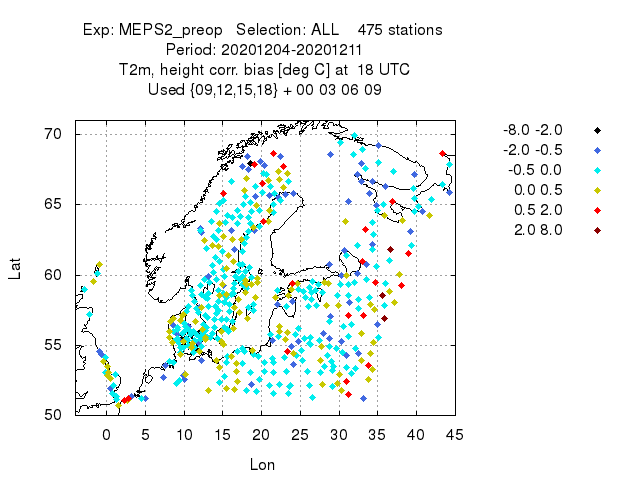 Exp: MEPS2_preop Selection: ALL 475 stations
Period: 20201204-20201211
T2m, height corr. bias [deg C] at 18 UTC
Used {09,12,15,18} + 00 03 06 09
-8.0 -2.0
-2.0 -0.5
-0.5 0.0
0.0 0.5
0.5 2.0
2.0 8.0
70
65
60
55
50
Lat
0 5 10 15 20 25 30 35 40 45
Lon